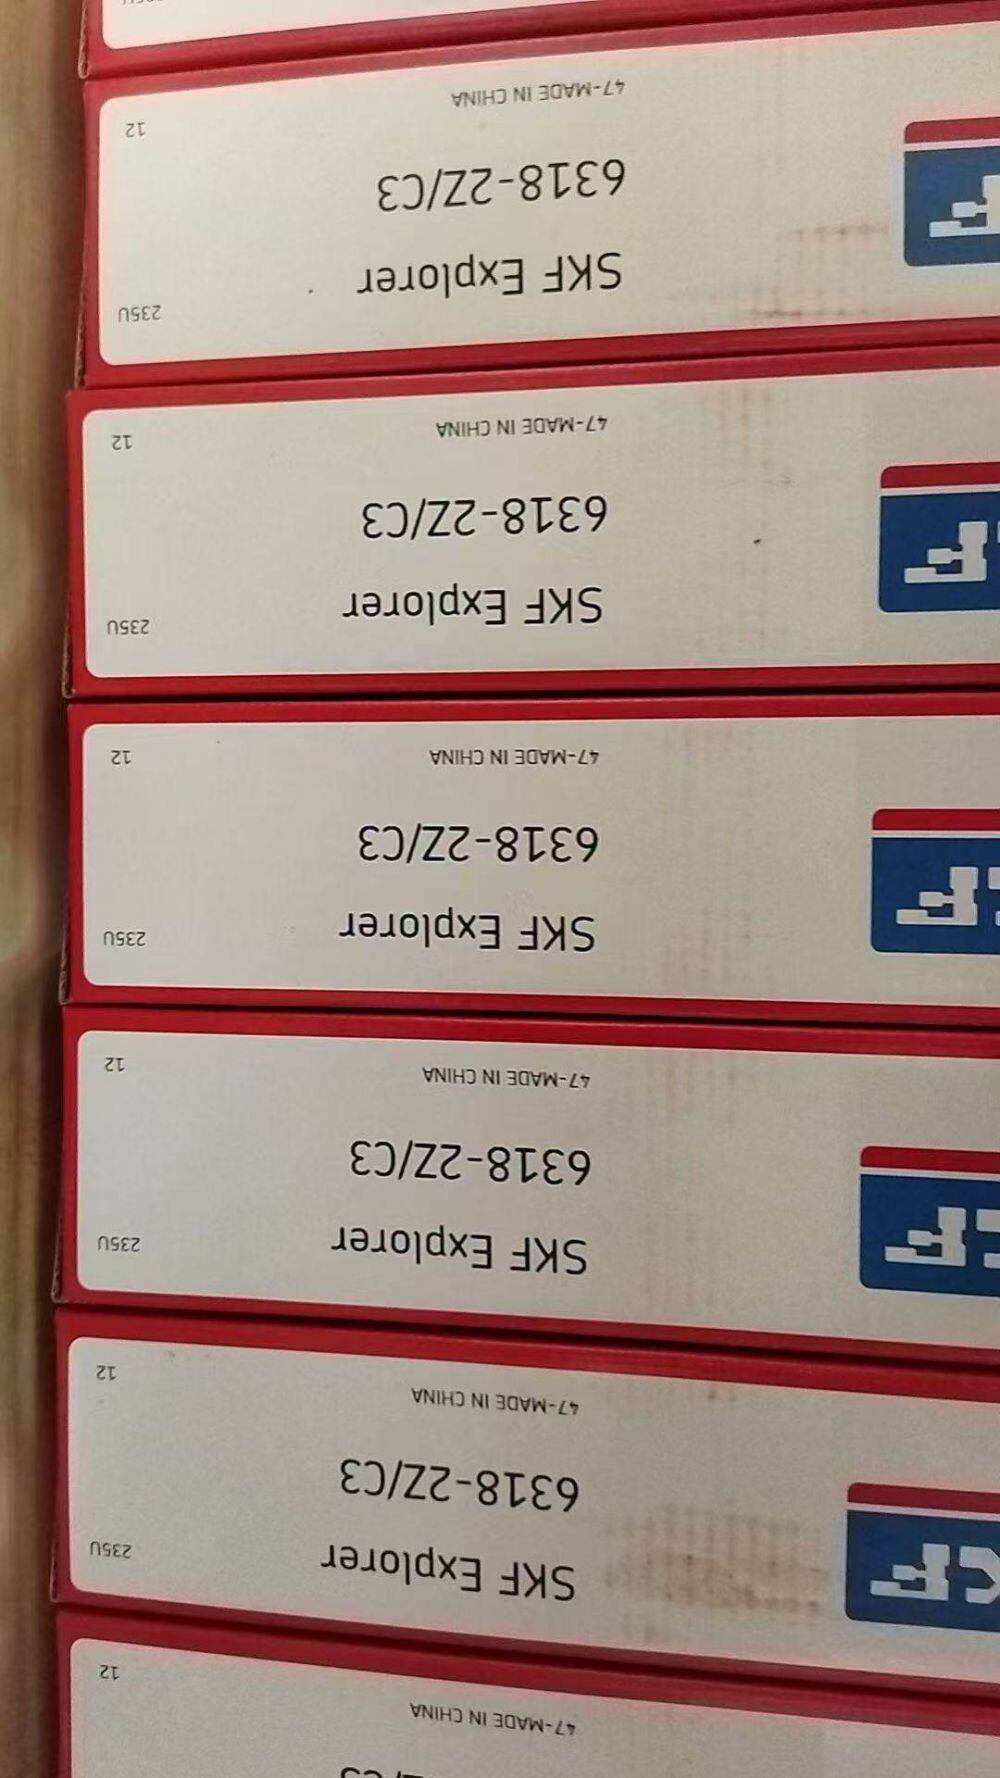 47-MADE IN CHINA
12
SKF Explorer
235U
6318-2Z/C3
47-MADE IN CHINA
12
SKF Explorer
235U
6318-2Z/C3
47-MADE IN CHINA
12
SKF Explorer
235U
6318-2Z/C3
47-MADE IN CHINA
12
SKF Explorer
235U
6318-2Z/C3
47-MADE IN CHINA
12
SKF Explorer
235U
6318-2Z/C3
47-MADE IN CHINA
12